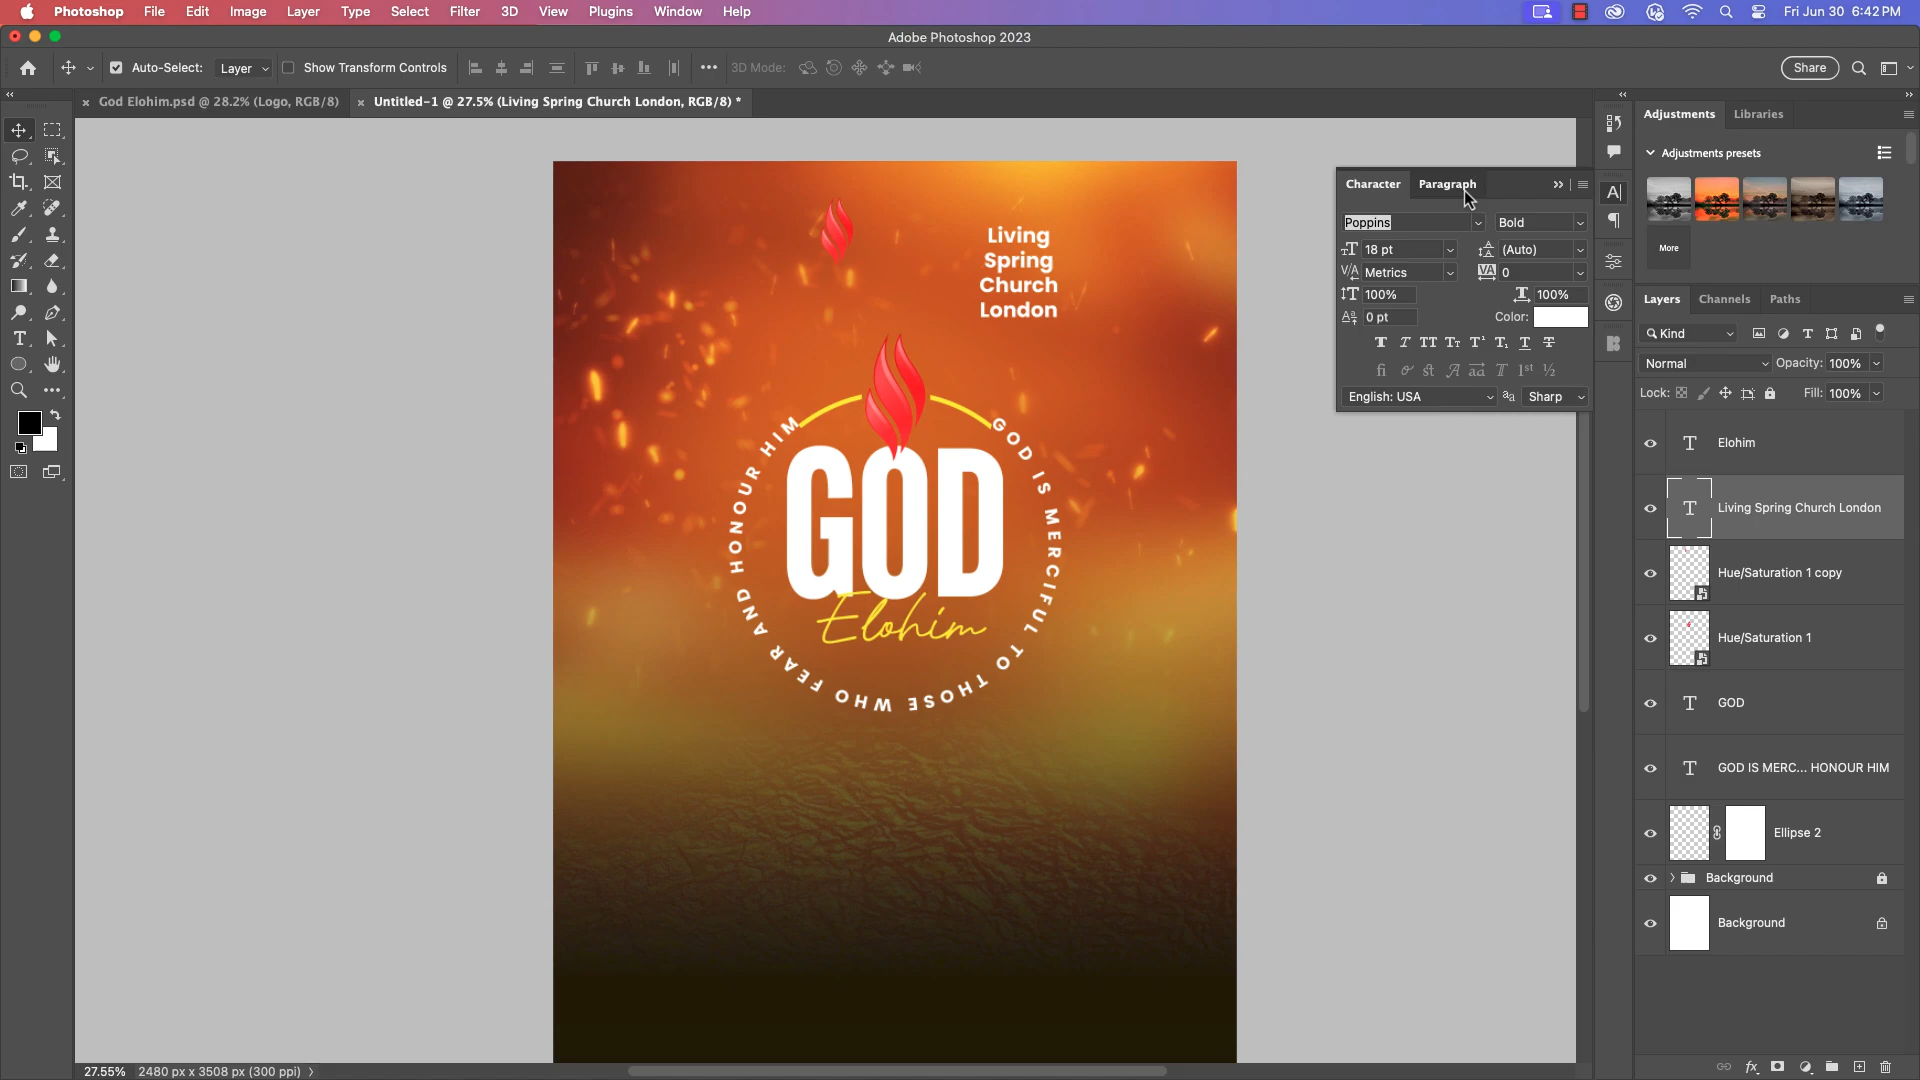 Photoshop File Edit Image Layer Type Select Filter 3D View Plugins Window Help
Fri Jun 30 6:42 PM
Adobe Photoshop 2023
Auto-Select: Layer Show Transform Controls 3D Mode: Share
God Elohim.psd @ 28.2% (Logo, RGB/8)
Untitled-1 @ 27.5% (Living Spring Church London, RGB/8) *
Living
Spring
Church
London
GOD IS MERCIFUL TO THOSE WHO FEAR AND HONOUR HIM
GOD
Elohim
Character Paragraph
Poppins Bold
18 pt (Auto)
Metrics 0
100% 100%
0 pt Color:
English: USA Sharp
Adjustments Libraries
Adjustments presets
More
Layers Channels Paths
Kind
Normal Opacity: 100%
Lock: Fill: 100%
Elohim
Living Spring Church London
Hue/Saturation 1 copy
Hue/Saturation 1
GOD
GOD IS MERC... HONOUR HIM
Ellipse 2
Background
Background
27.55% 2480 px x 3508 px (300 ppi)